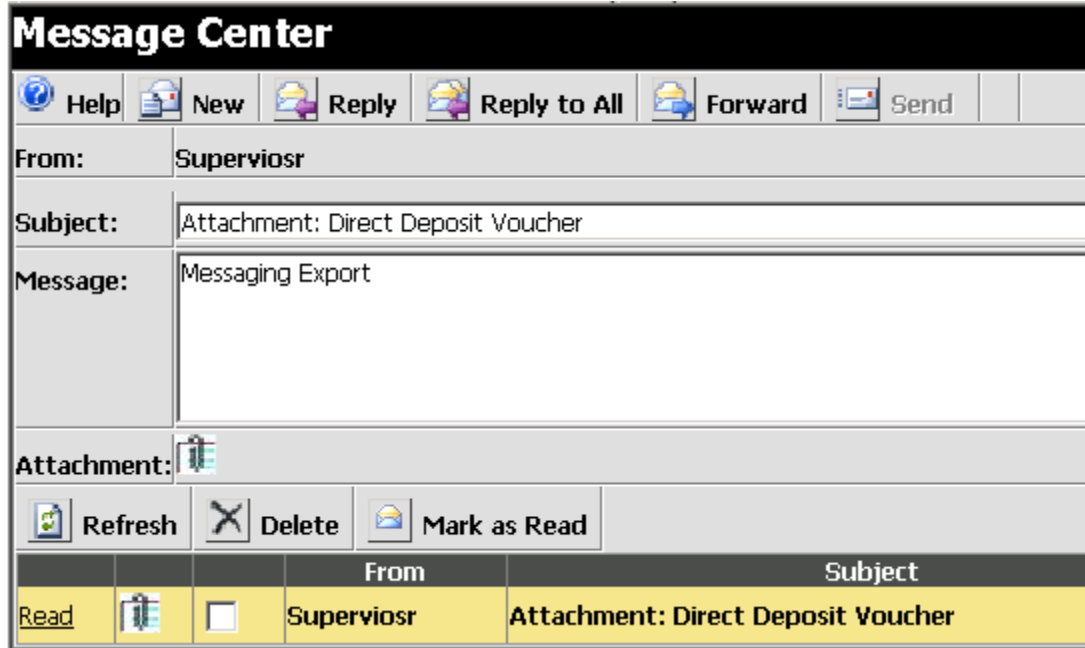 Message Center
Help New Reply Reply to All Forward Send
From: Superviosr
Subject: Attachment: Direct Deposit Voucher
Message: Messaging Export
Attachment:
Refresh Delete Mark as Read
From Subject
Read Superviosr Attachment: Direct Deposit Voucher